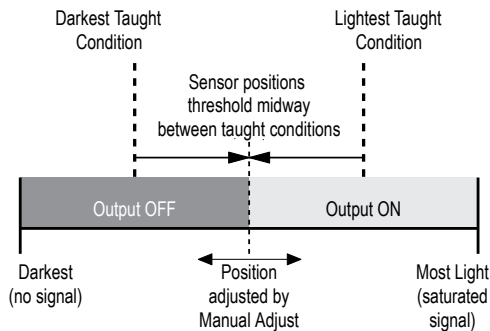 Darkest Taught
Condition
Lightest Taught
Condition
Sensor positions
threshold midway
between taught conditions
Output OFF
Output ON
Darkest
(no signal)
Position
adjusted by
Manual Adjust
Most Light
(saturated
signal)